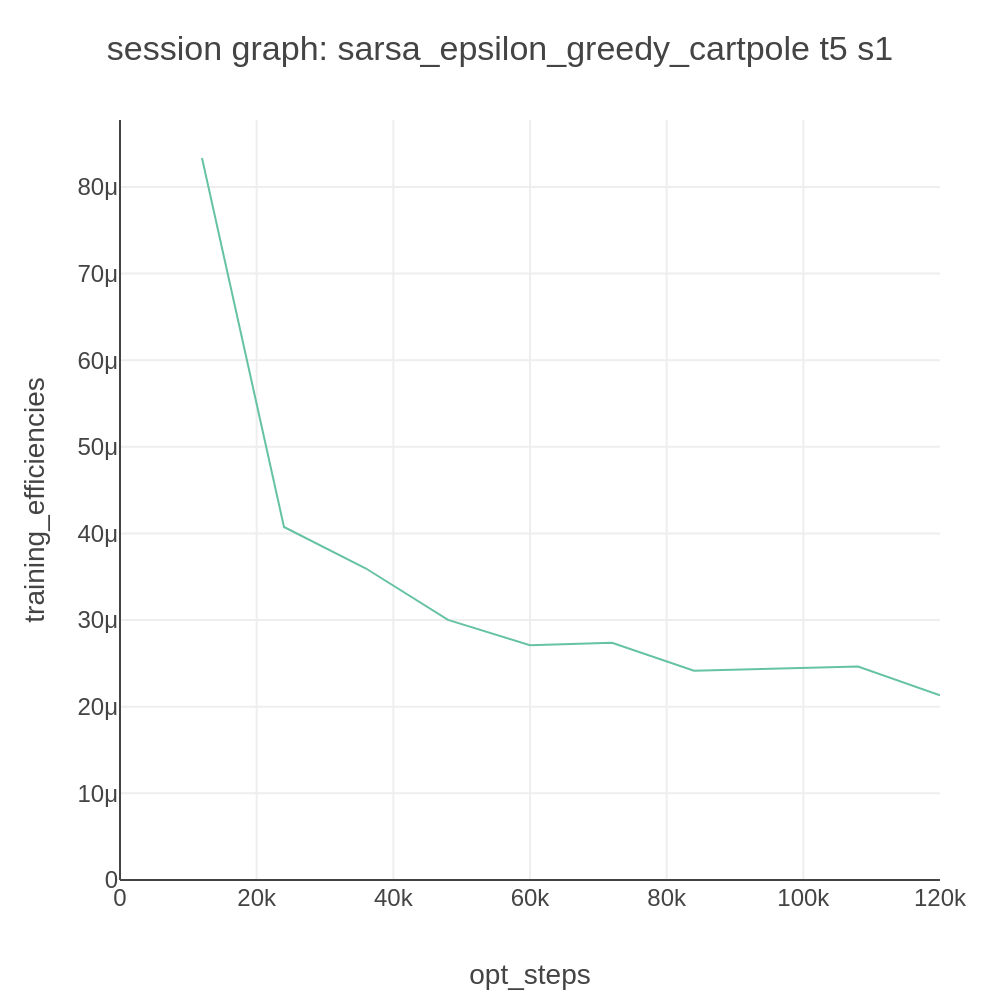 session graph: sarsa_epsilon_greedy_cartpole t5 s1
80μ
70μ
60μ
50μ
40μ
30μ
20μ
10μ
0
training_efficiencies
0 20k 40k 60k 80k 100k 120k
opt_steps